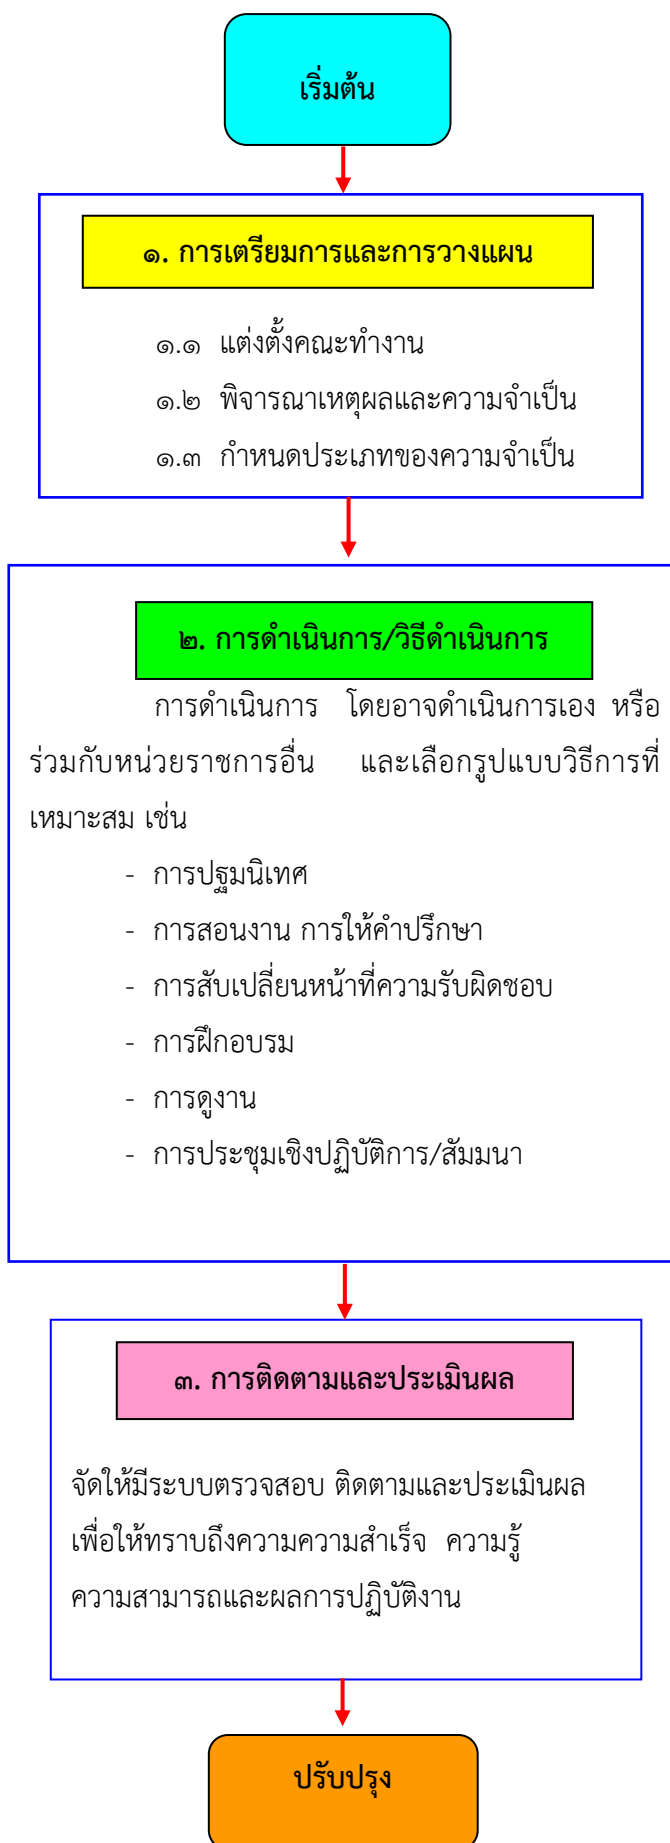 เริ่มต้น
๑. การเตรียมการและการวางแผน
๑.๑ แต่งตั้งคณะทำงาน
๑.๒ พิจารณาเหตุผลและความจำเป็น
๑.๓ กำหนดประเภทของความจำเป็น
๒. การดำเนินการ/วิธีดำเนินการ
การดำเนินการ โดยอาจดำเนินการเอง หรือ
ร่วมกับหน่วยราชการอื่น และเลือกรูปแบบวิธีการที่
เหมาะสม เช่น
- การปฐมนิเทศ
- การสอนงาน การให้คำปรึกษา
- การสับเปลี่ยนหน้าที่ความรับผิดชอบ
- การฝึกอบรม
- การดูงาน
- การประชุมเชิงปฏิบัติการ/สัมมนา
๓. การติดตามและประเมินผล
จัดให้มีระบบตรวจสอบ ติดตามและประเมินผล
เพื่อให้ทราบถึงความความสำเร็จ ความรู้
ความสามารถและผลการปฏิบัติงาน
ปรับปรุง